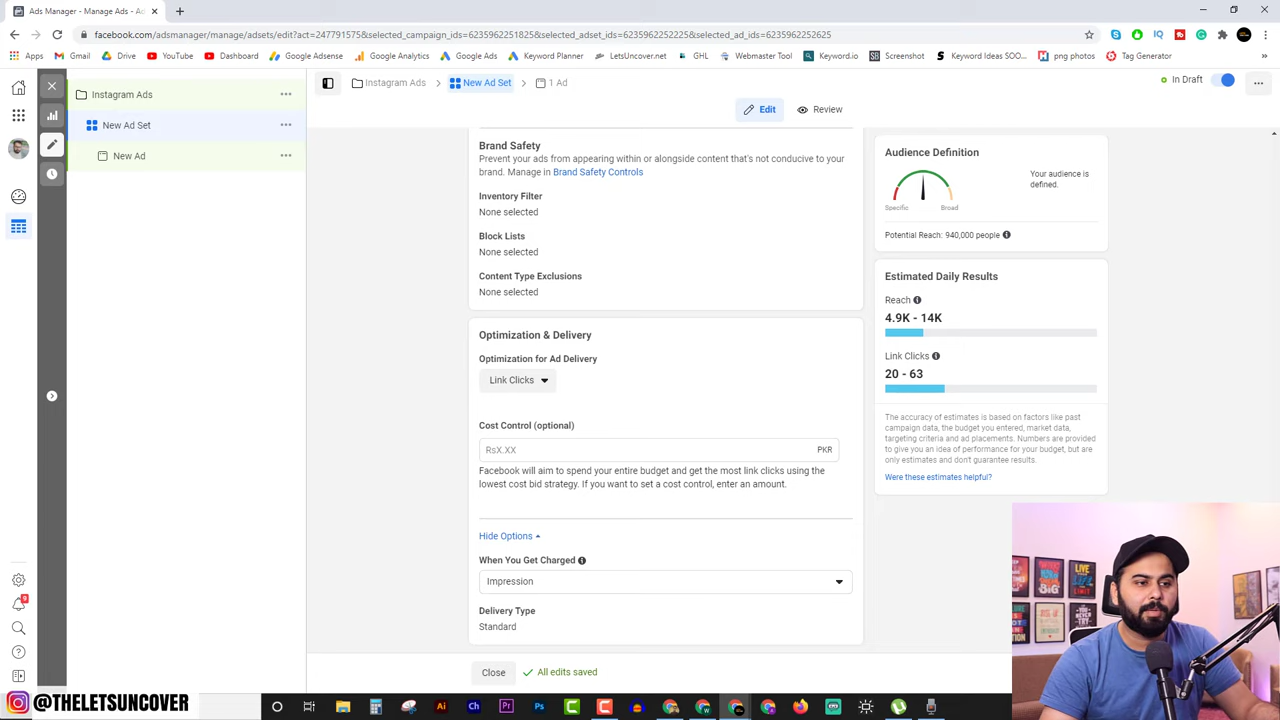 Ads Manager - Manage Ads - Ads
facebook.com/adsmanager/manage/adsets/edit?act=247791575&selected_campaign_ids=6235962251825&selected_adset_ids=6235962252225&selected_ad_ids=6235962252625
Apps
Gmail
Drive
YouTube
Dashboard
Google Adsense
Google Analytics
Google Ads
Keyword Planner
LetsUncover.net
GHL
Webmaster Tool
Keyword.io
Screenshot
Keyword Ideas SOO...
png photos
Tag Generator
Instagram Ads
New Ad Set
New Ad
Instagram Ads
New Ad Set
1 Ad
In Draft
Edit
Review
Brand Safety
Prevent your ads from appearing within or alongside content that's not conducive to your
brand. Manage in Brand Safety Controls
Inventory Filter
None selected
Block Lists
None selected
Content Type Exclusions
None selected
Optimization & Delivery
Optimization for Ad Delivery
Link Clicks
Cost Control (optional)
RsX.XX
PKR
Facebook will aim to spend your entire budget and get the most link clicks using the
lowest cost bid strategy. If you want to set a cost control, enter an amount.
Hide Options
When You Get Charged
Impression
Delivery Type
Standard
Close
All edits saved
Audience Definition
Your audience is
defined.
Specific
Broad
Potential Reach: 940,000 people
Estimated Daily Results
Reach
4.9K - 14K
Link Clicks
20 - 63
The accuracy of estimates is based on factors like past
campaign data, the budget you entered, market data,
targeting criteria and ad placements. Numbers are provided
to give you an idea of performance for your budget, but are
only estimates and don't guarantee results.
Were these estimates helpful?
@THELETSUNCOVER